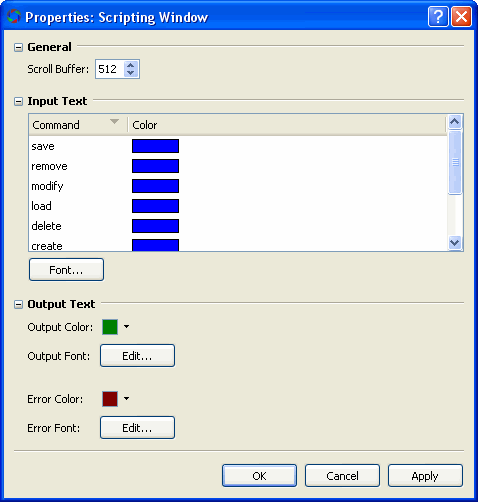 Properties: Scripting Window
General
Scroll Buffer: 512
Input Text
Command Color
save
remove
modify
load
delete
create
Font...
Output Text
Output Color:
Output Font: Edit...
Error Color:
Error Font: Edit...
OK Cancel Apply